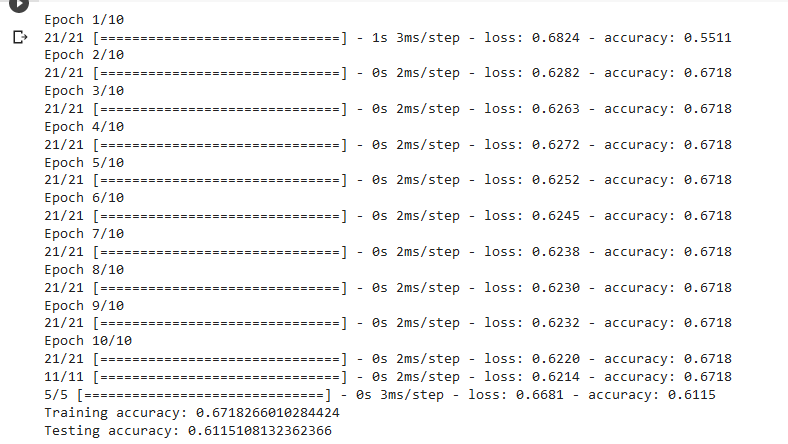 Epoch 1/10
21/21 [==============================] - 1s 3ms/step - loss: 0.6824 - accuracy: 0.5511
Epoch 2/10
21/21 [==============================] - 0s 2ms/step - loss: 0.6282 - accuracy: 0.6718
Epoch 3/10
21/21 [==============================] - 0s 2ms/step - loss: 0.6263 - accuracy: 0.6718
Epoch 4/10
21/21 [==============================] - 0s 2ms/step - loss: 0.6272 - accuracy: 0.6718
Epoch 5/10
21/21 [==============================] - 0s 2ms/step - loss: 0.6252 - accuracy: 0.6718
Epoch 6/10
21/21 [==============================] - 0s 2ms/step - loss: 0.6245 - accuracy: 0.6718
Epoch 7/10
21/21 [==============================] - 0s 2ms/step - loss: 0.6238 - accuracy: 0.6718
Epoch 8/10
21/21 [==============================] - 0s 2ms/step - loss: 0.6230 - accuracy: 0.6718
Epoch 9/10
21/21 [==============================] - 0s 2ms/step - loss: 0.6232 - accuracy: 0.6718
Epoch 10/10
21/21 [==============================] - 0s 2ms/step - loss: 0.6220 - accuracy: 0.6718
11/11 [==============================] - 0s 2ms/step - loss: 0.6214 - accuracy: 0.6718
5/5 [==============================] - 0s 3ms/step - loss: 0.6681 - accuracy: 0.6115
Training accuracy: 0.6718266010284424
Testing accuracy: 0.6115108132362366